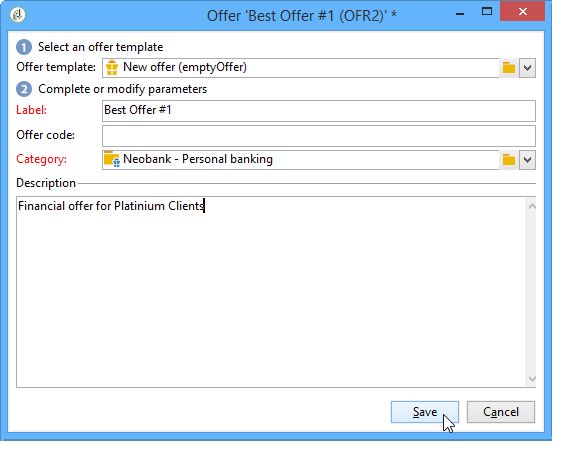 Offer 'Best Offer #1 (OFR2)' *
1 Select an offer template
Offer template: New offer (emptyOffer)
2 Complete or modify parameters
Label: Best Offer #1
Offer code:
Category: Neobank - Personal banking
Description
Financial offer for Platinium Clients
Save Cancel